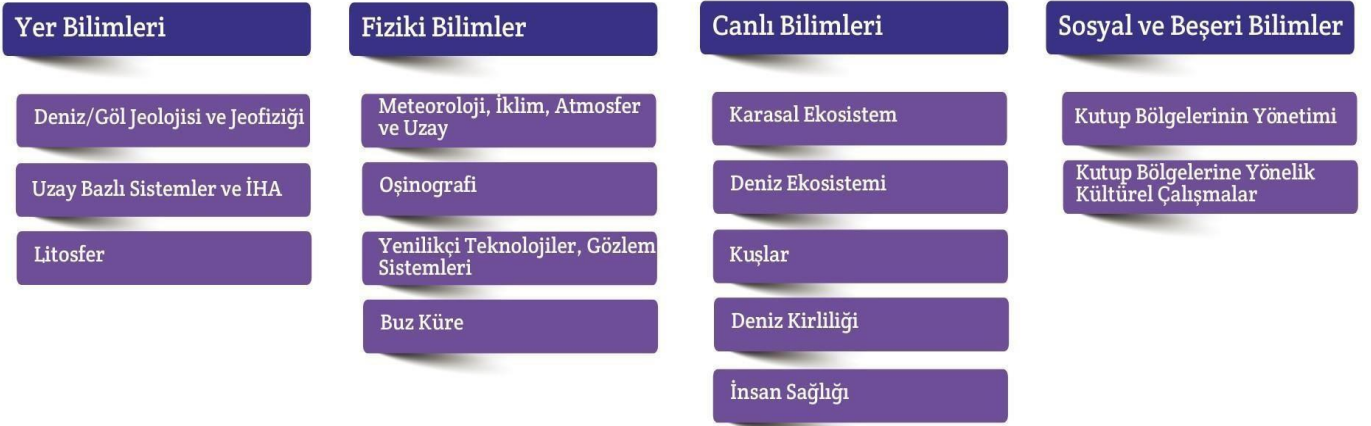 Yer Bilimleri
Deniz/Göl Jeolojisi ve Jeofiziği
Uzay Bazlı Sistemler ve İHA
Litosfer
Fiziki Bilimler
Meteoroloji, İklim, Atmosfer
ve Uzay
Oşinografi
Yenilikçi Teknolojiler, Gözlem
Sistemleri
Buz Küre
Canlı Bilimleri
Karasal Ekosistem
Deniz Ekosistemi
Kuşlar
Deniz Kirliliği
İnsan Sağlığı
Sosyal ve Beşeri Bilimler
Kutup Bölgelerinin Yönetimi
Kutup Bölgelerine Yönelik
Kültürel Çalışmalar